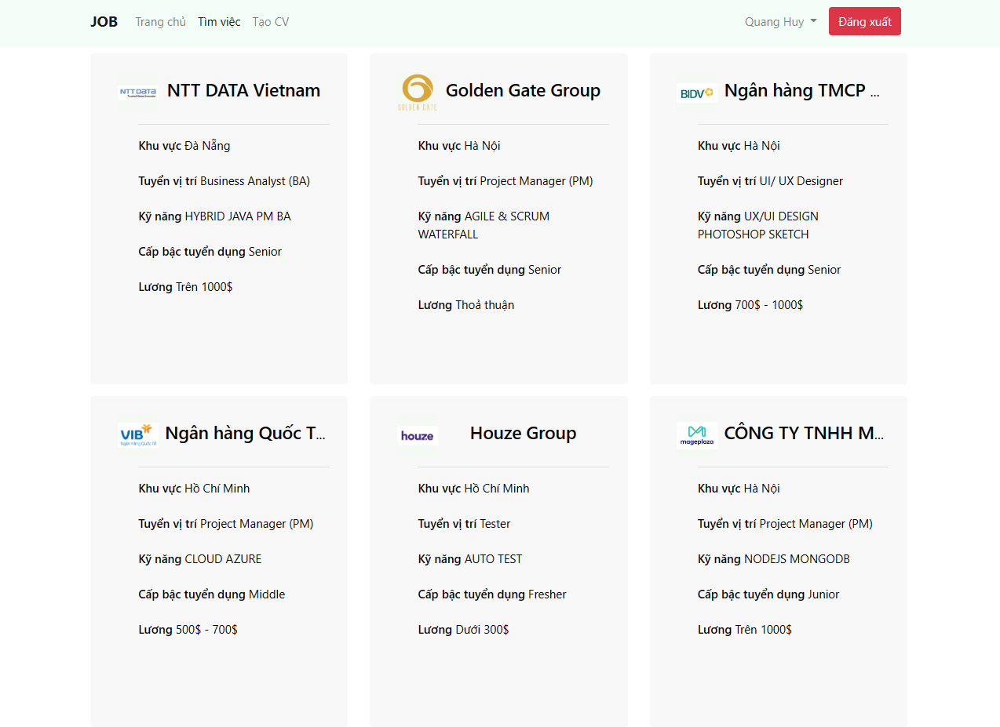 JOB Trang chủ Tìm việc Tạo CV Quang Huy Đăng xuất
NTT DATA
Trusted Global Innovator
NTT DATA Vietnam
Khu vực Đà Nẵng
Tuyển vị trí Business Analyst (BA)
Kỹ năng HYBRID JAVA PM BA
Cấp bậc tuyển dụng Senior
Lương Trên 1000$
GOLDEN GATE
Golden Gate Group
Khu vực Hà Nội
Tuyển vị trí Project Manager (PM)
Kỹ năng AGILE & SCRUM
WATERFALL
Cấp bậc tuyển dụng Senior
Lương Thoả thuận
BIDV
Ngân hàng TMCP ...
Khu vực Hà Nội
Tuyển vị trí UI/ UX Designer
Kỹ năng UX/UI DESIGN
PHOTOSHOP SKETCH
Cấp bậc tuyển dụng Senior
Lương 700$ - 1000$
VIB
Ngân hàng Quốc tế
Ngân hàng Quốc T...
Khu vực Hồ Chí Minh
Tuyển vị trí Project Manager (PM)
Kỹ năng CLOUD AZURE
Cấp bậc tuyển dụng Middle
Lương 500$ - 700$
houze
Houze Group
Khu vực Hồ Chí Minh
Tuyển vị trí Tester
Kỹ năng AUTO TEST
Cấp bậc tuyển dụng Fresher
Lương Dưới 300$
mageplaza
CÔNG TY TNHH M...
Khu vực Hà Nội
Tuyển vị trí Project Manager (PM)
Kỹ năng NODEJS MONGODB
Cấp bậc tuyển dụng Junior
Lương Trên 1000$